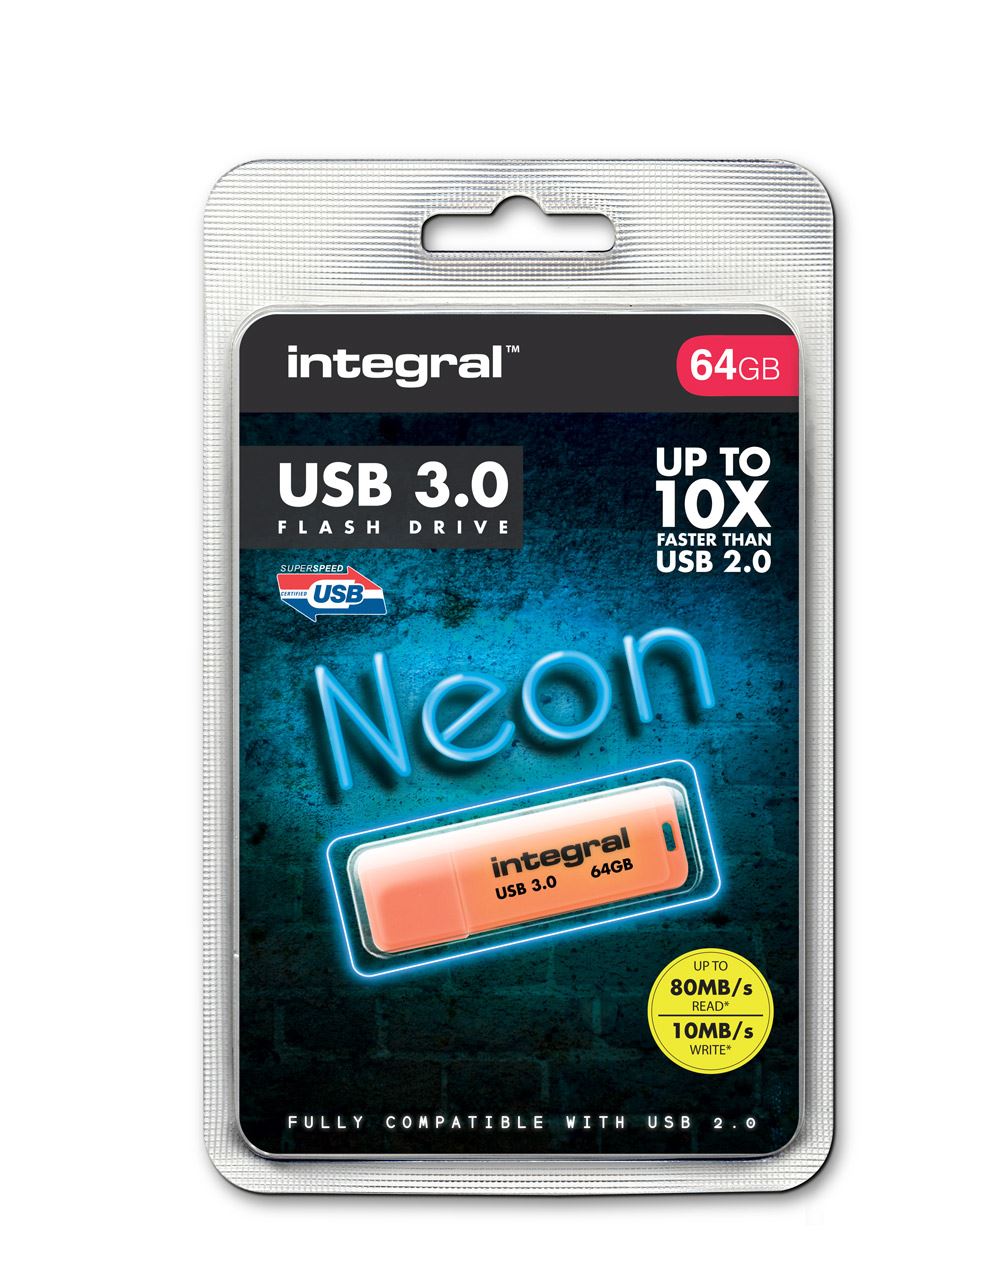 integral™
64GB
USB 3.0
FLASH DRIVE
UP TO
10X
FASTER THAN
USB 2.0
SUPERSPEED
CERTIFIED USB
Neon
integral
USB 3.0 64GB
UP TO
80MB/s
READ*
10MB/s
WRITE*
FULLY COMPATIBLE WITH USB 2.0